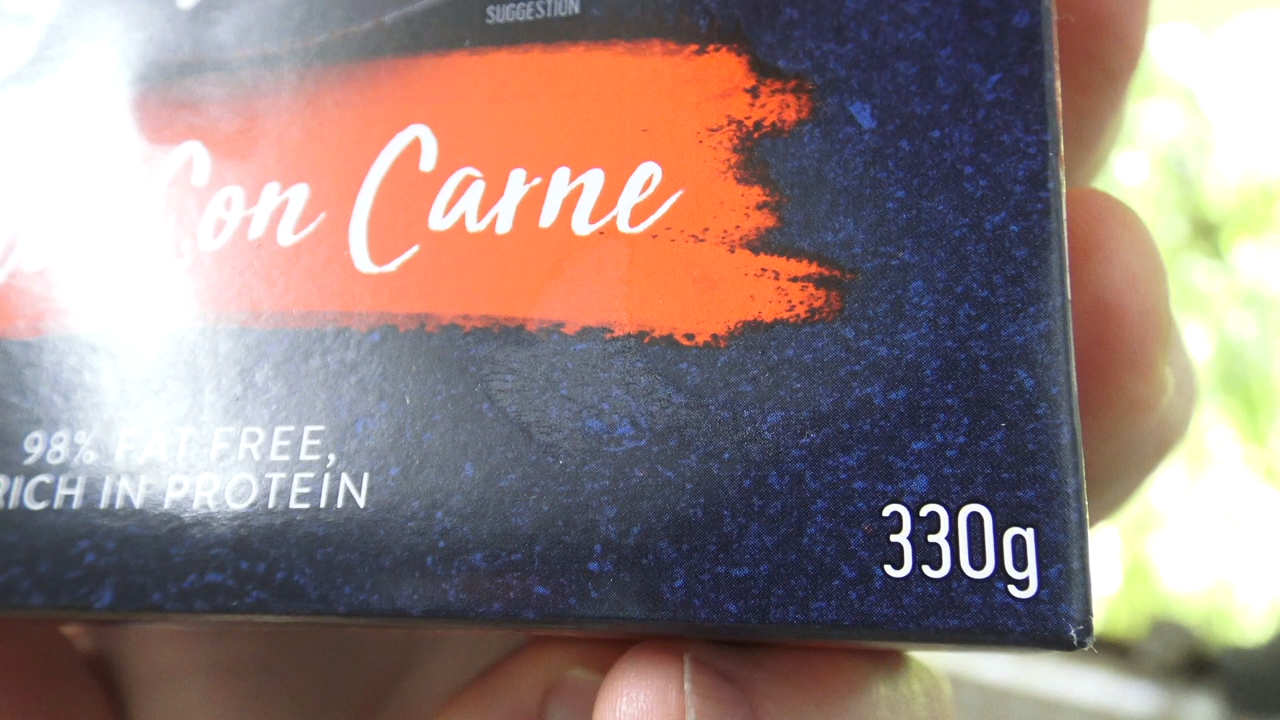 SUGGESTION
Con Carne
98% FAT FREE,
RICH IN PROTEIN
330g